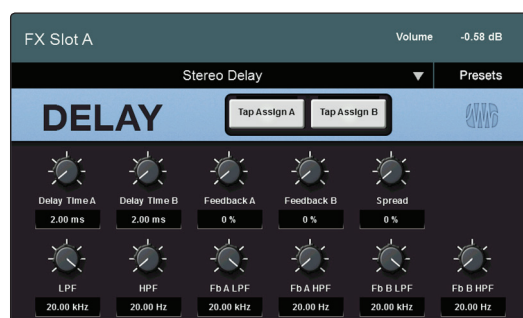 FX Slot A Volume -0.58 dB
Stereo Delay Presets
DELAY Tap Assign A Tap Assign B
Delay Time A Delay Time B Feedback A Feedback B Spread
2.00 ms 2.00 ms 0 % 0 % 0 %
LPF HPF Fb A LPF Fb A HPF Fb B LPF Fb B HPF
20.00 kHz 20.00 Hz 20.00 kHz 20.00 Hz 20.00 kHz 20.00 Hz